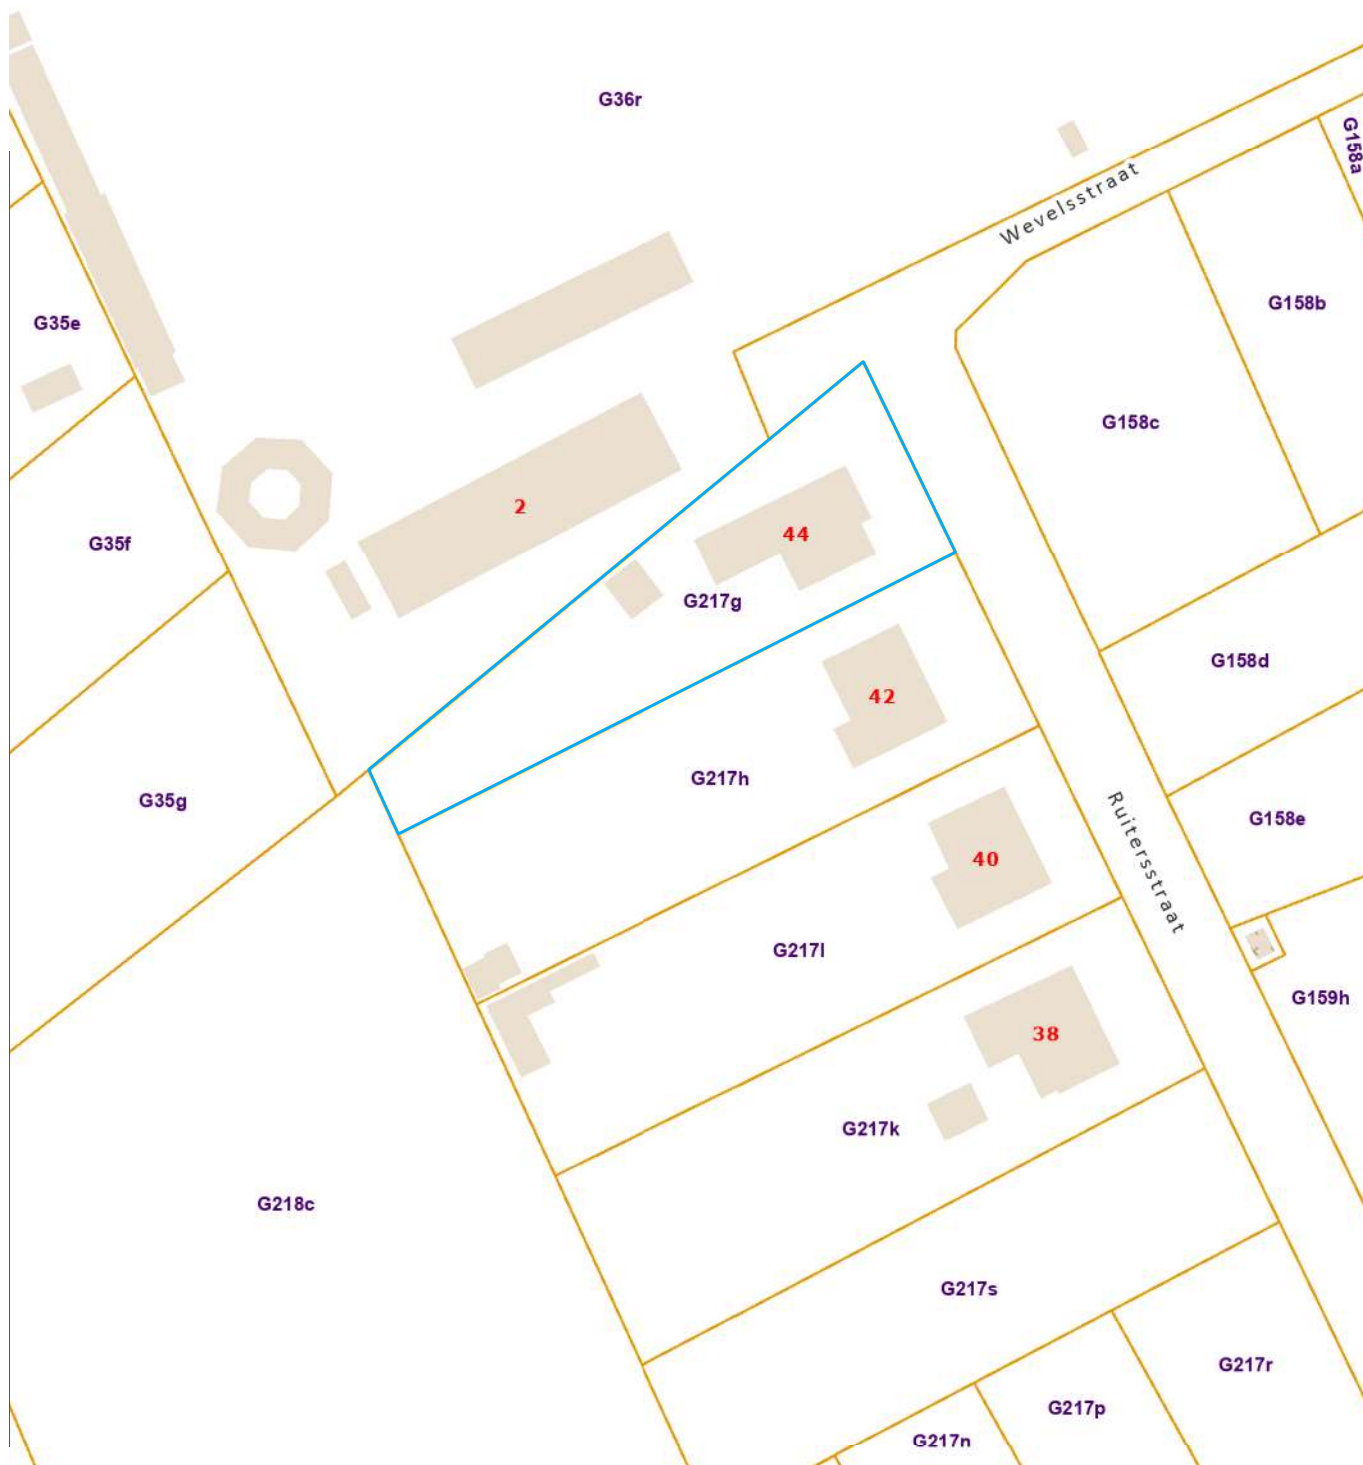 G36r
G158a
Wevelsstraat
G158b
G35e
G158c
2
44
G35f
G217g
G158d
42
G217h
G35g
G158e
Ruitersstraat
40
G217l
G159h
38
G217k
G218c
G217s
G217r
G217p
G217n